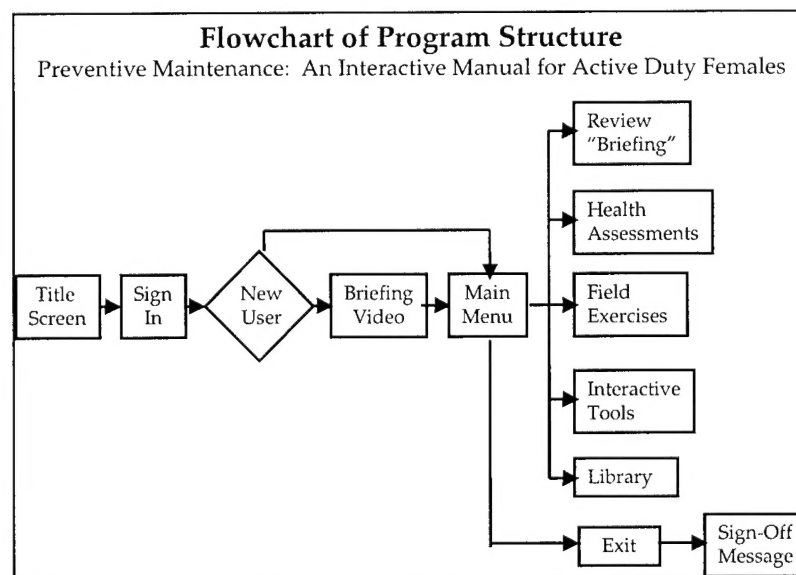 Flowchart of Program Structure
Preventive Maintenance: An Interactive Manual for Active Duty Females
Title
Screen
Sign
In
New
User
Briefing
Video
Main
Menu
Review
"Briefing"
Health
Assessments
Field
Exercises
Interactive
Tools
Library
Exit
Sign-Off
Message